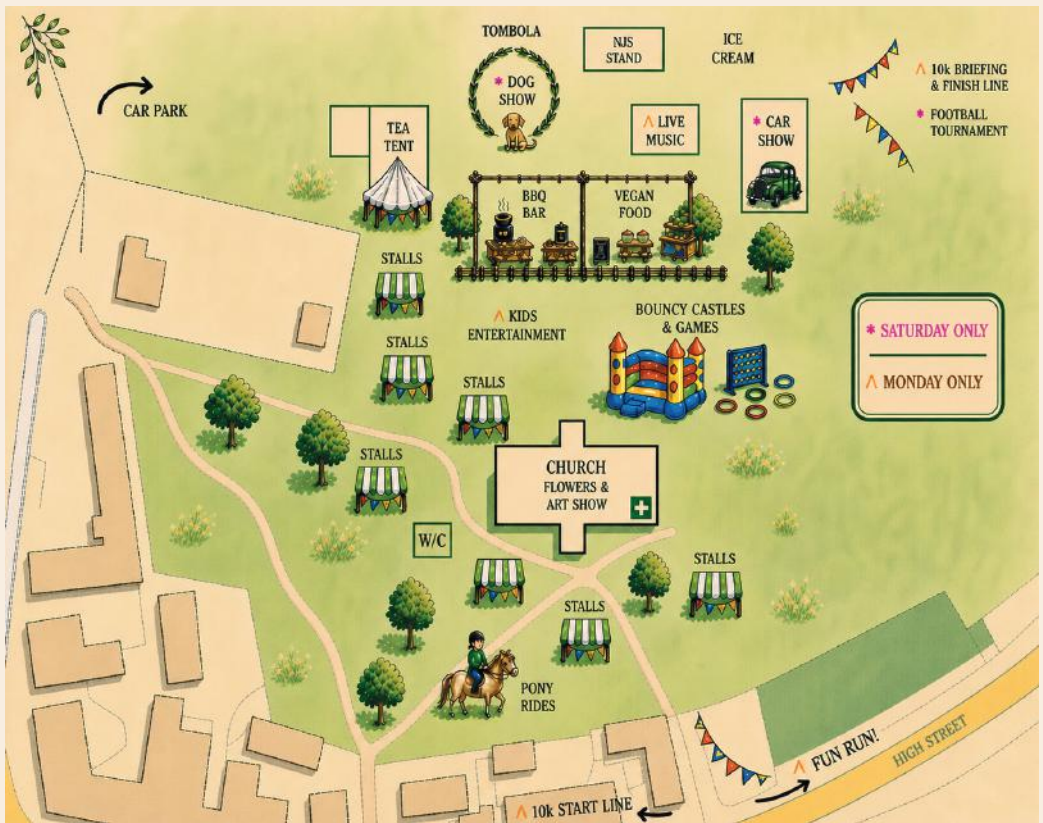 TOMBOLA
NJS
STAND
ICE
CREAM
CAR PARK
* DOG
SHOW
^ 10k BRIEFING
& FINISH LINE
* FOOTBALL
TOURNAMENT
TEA
TENT
^ LIVE
MUSIC
* CAR
SHOW
BBQ
BAR
VEGAN
FOOD
STALLS
^ KIDS
ENTERTAINMENT
BOUNCY CASTLES
& GAMES
* SATURDAY ONLY
^ MONDAY ONLY
STALLS
STALLS
STALLS
CHURCH
FLOWERS &
ART SHOW
W/C
STALLS
STALLS
PONY
RIDES
^ FUN RUN!
HIGH STREET
^ 10k START LINE